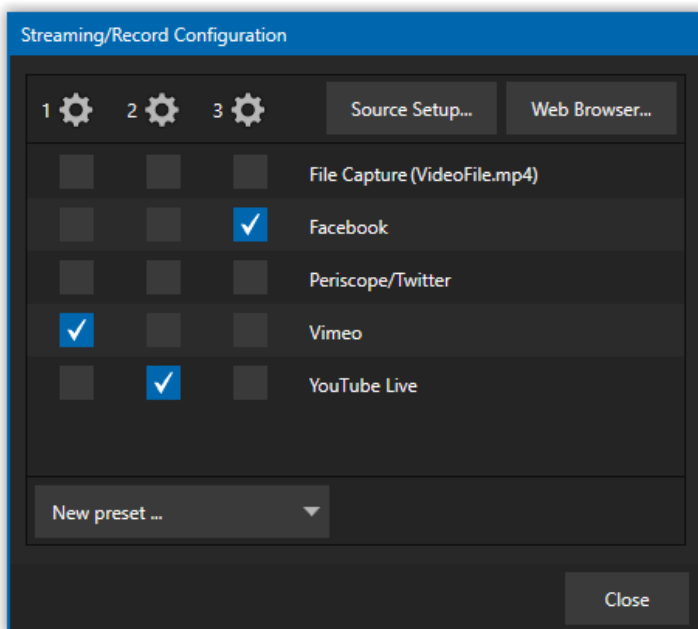 Streaming/Record Configuration
1 2 3 Source Setup... Web Browser...
File Capture (VideoFile.mp4)
Facebook
Periscope/Twitter
Vimeo
YouTube Live
New preset ...
Close